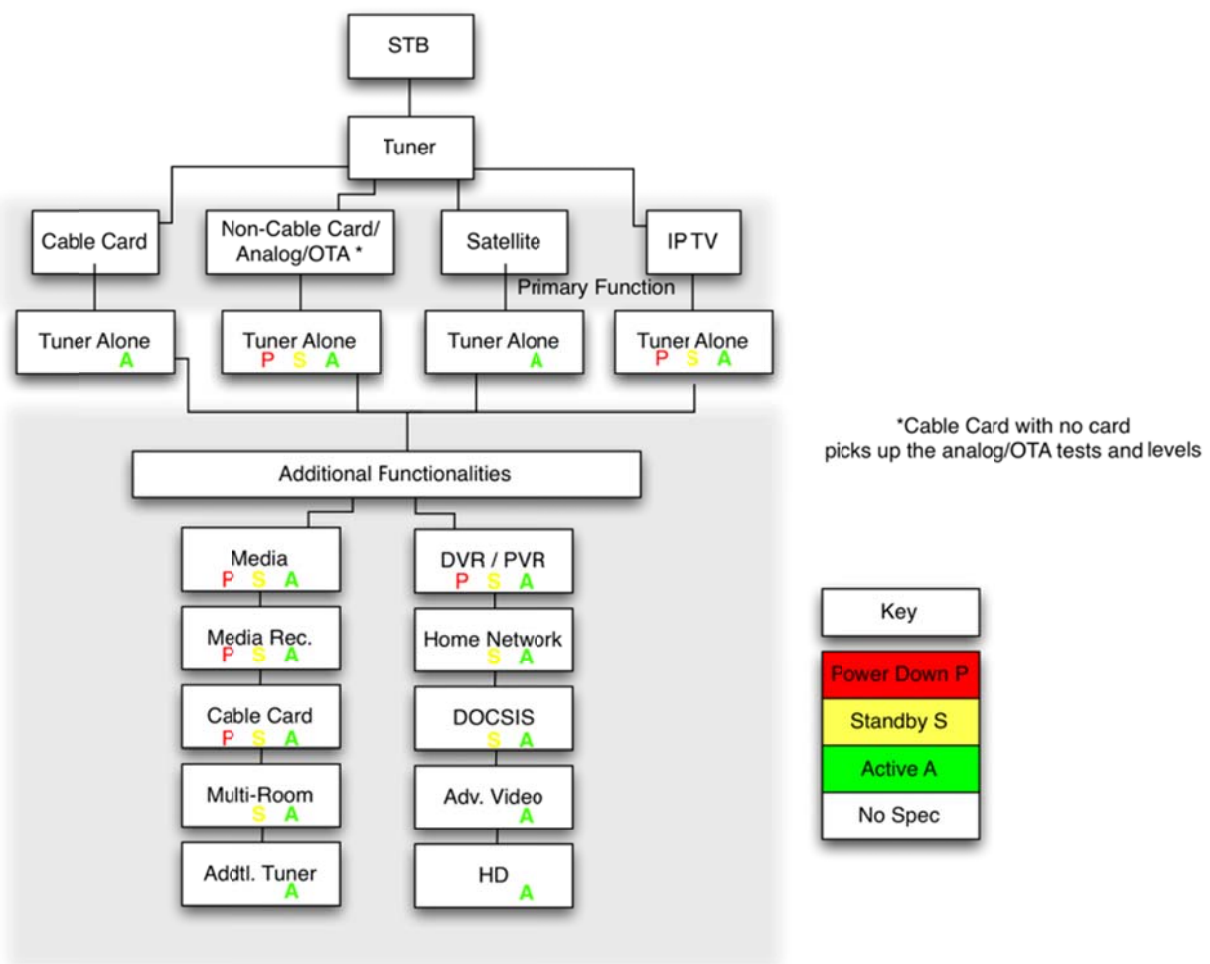 STB
Tuner
Cable Card
Non-Cable Card/
Analog/OTA *
Satellite
IPTV
Primary Function
Tuner Alone
A
Tuner Alone
P S A
Tuner Alone
A
Tuner Alone
P S A
*Cable Card with no card
picks up the analog/OTA tests and levels
Additional Functionalities
Media
P S A
DVR / PVR
P S A
Media Rec.
P S A
Home Network
S A
Cable Card
P S A
DOCSIS
S A
Multi-Room
S A
Adv. Video
A
Addtl. Tuner
A
HD
A
Key
Power Down P
Standby S
Active A
No Spec